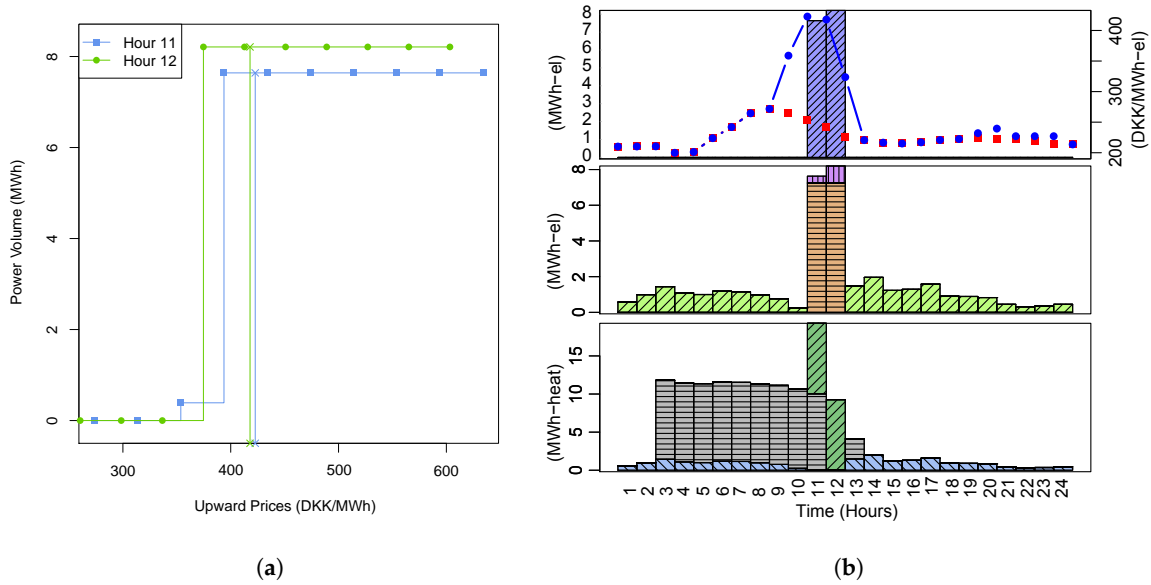 Hour 11
Hour 12
Power Volume (MWh)
8
6
4
2
0
300 400 500 600
Upward Prices (DKK/MWh)
(a)
(MWh−el)
8
7
6
5
4
3
2
1
0
400
300
200
(DKK/MWh−el)
(MWh−el)
8
6
4
2
0
(MWh−heat)
15
10
5
0
1 2 3 4 5 6 7 8 9 10 11 12 13 14 15 16 17 18 19 20 21 22 23 24
Time (Hours)
(b)